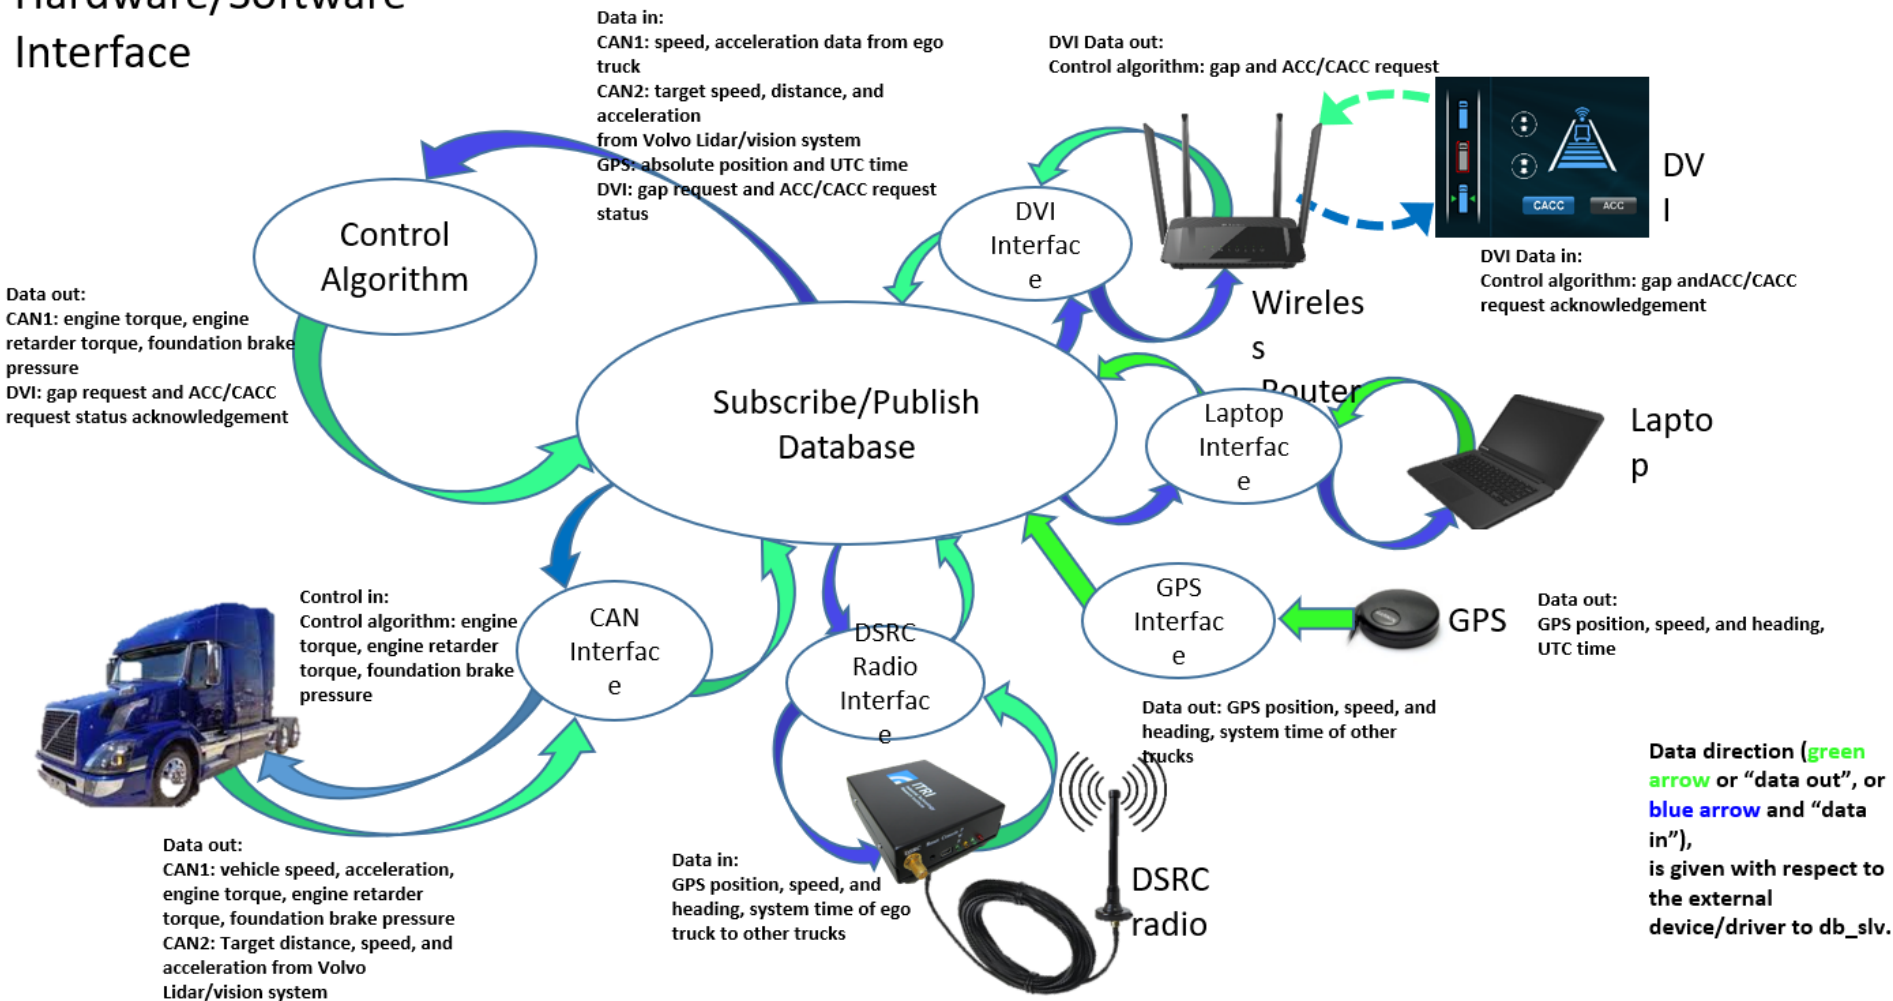 Hardware/Software
Interface
Data in:
CAN1: speed, acceleration data from ego
truck
CAN2: target speed, distance, and
acceleration
from Volvo Lidar/vision system
GPS: absolute position and UTC time
DVI: gap request and ACC/CACC request
status
DVI Data out:
Control algorithm: gap and ACC/CACC request
CACC
ACC
DV
I
DVI Data in:
Control algorithm: gap andACC/CACC
request acknowledgement
Control
Algorithm
DVI
Interfac
e
Wireles
s
Router
Data out:
CAN1: engine torque, engine
retarder torque, foundation brake
pressure
DVI: gap request and ACC/CACC
request status acknowledgement
Subscribe/Publish
Database
Laptop
Interfac
e
Lapto
p
Control in:
Control algorithm: engine
torque, engine retarder
torque, foundation brake
pressure
CAN
Interfac
e
DSRC
Radio
Interfac
e
GPS
Interfac
e
GPS
Data out:
GPS position, speed, and heading,
UTC time
Data out: GPS position, speed, and
heading, system time of other
trucks
ITRI
Data out:
CAN1: vehicle speed, acceleration,
engine torque, engine retarder
torque, foundation brake pressure
CAN2: Target distance, speed, and
acceleration from Volvo
Lidar/vision system
Data in:
GPS position, speed, and
heading, system time of ego
truck to other trucks
DSRC
radio
Data direction (green
arrow or “data out”, or
blue arrow and “data
in”),
is given with respect to
the external
device/driver to db_slv.